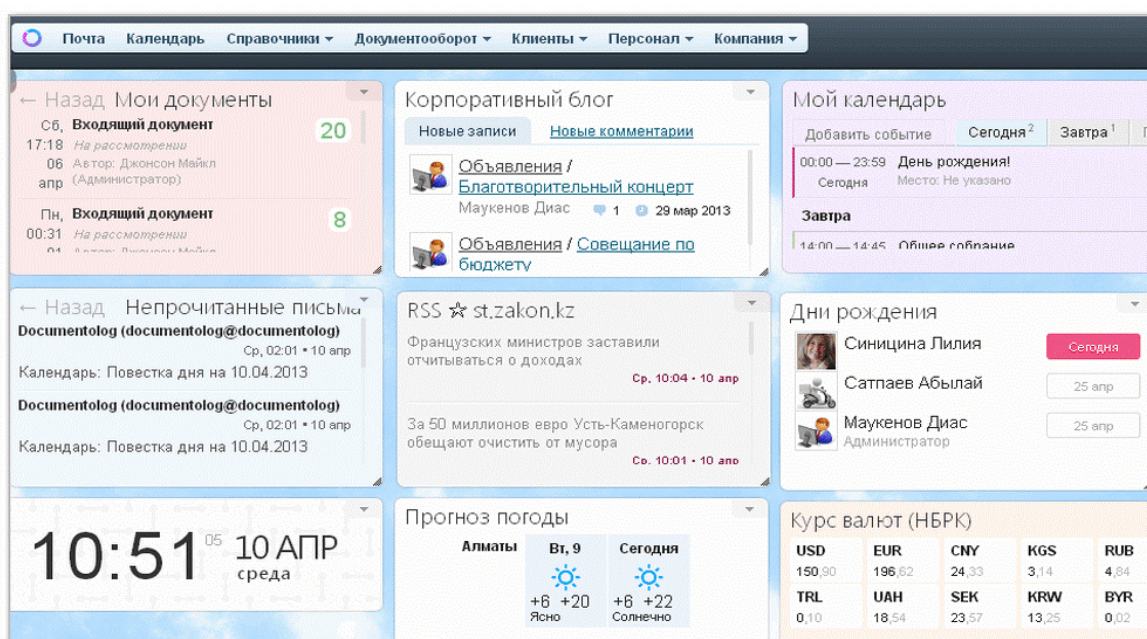 Почта Календарь Справочники Документооборот Клиенты Персонал Компания
← Назад Мои документы
Сб, Входящий документ 20
17:18 На рассмотрении
06 Автор: Джонсон Майкл
апр (Администратор)
Пн, Входящий документ 8
00:31 На рассмотрении
01 Автор: Джонсон Майкл
Корпоративный блог
Новые записи Новые комментарии
Объявления /
Благотворительный концерт
Маукенов Диас 1 29 мар 2013
Объявления / Совещание по
бюджету
Мой календарь
Добавить событие Сегодня 2 Завтра 1
00:00 — 23:59 День рождения!
Сегодня Место: Не указано
Завтра
14:00 — 14:45 Общее собрание
← Назад Непрочитанные письма
Documentolog (documentolog@documentolog)
Ср, 02:01 • 10 апр
Календарь: Повестка дня на 10.04.2013
Documentolog (documentolog@documentolog)
Ср, 02:01 • 10 апр
Календарь: Повестка дня на 10.04.2013
RSS ☆ st.zakon.kz
Французских министров заставили
отчитываться о доходах
Ср, 10:04 • 10 апр
За 50 миллионов евро Усть-Каменогорск
обещают очистить от мусора
Ср, 10:01 • 10 апр
Дни рождения
Синицина Лилия Сегодня
Сатпаев Абылай 25 апр
Маукенов Диас 25 апр
Администратор
10:51 05 10 АПР
среда
Прогноз погоды
Алматы Вт, 9 Сегодня
+6 +20 +6 +22
Ясно Солнечно
Курс валют (НБРК)
USD EUR CNY KGS RUB
150,90 196,62 24,33 3,14 4,84
TRL UAH SEK KRW BYR
0,10 18,54 23,57 13,25 0,02